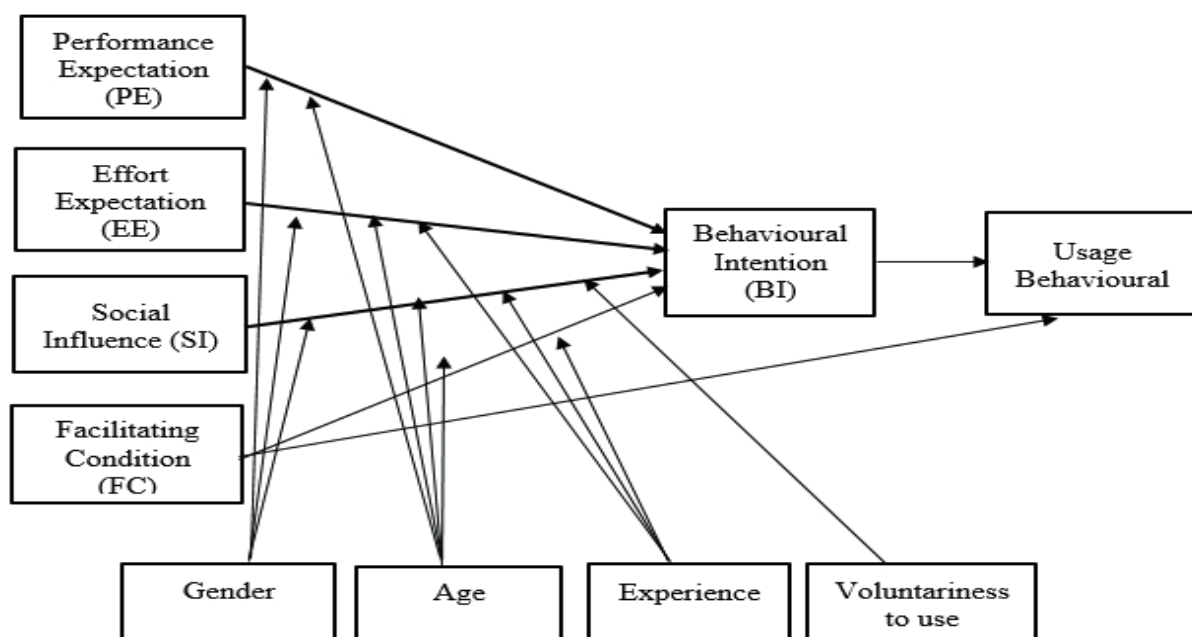 Performance
Expectation
(PE)
Effort
Expectation
(EE)
Social
Influence (SI)
Facilitating
Condition
(FC)
Behavioural
Intention
(BI)
Usage
Behavioural
Gender
Age
Experience
Voluntariness
to use